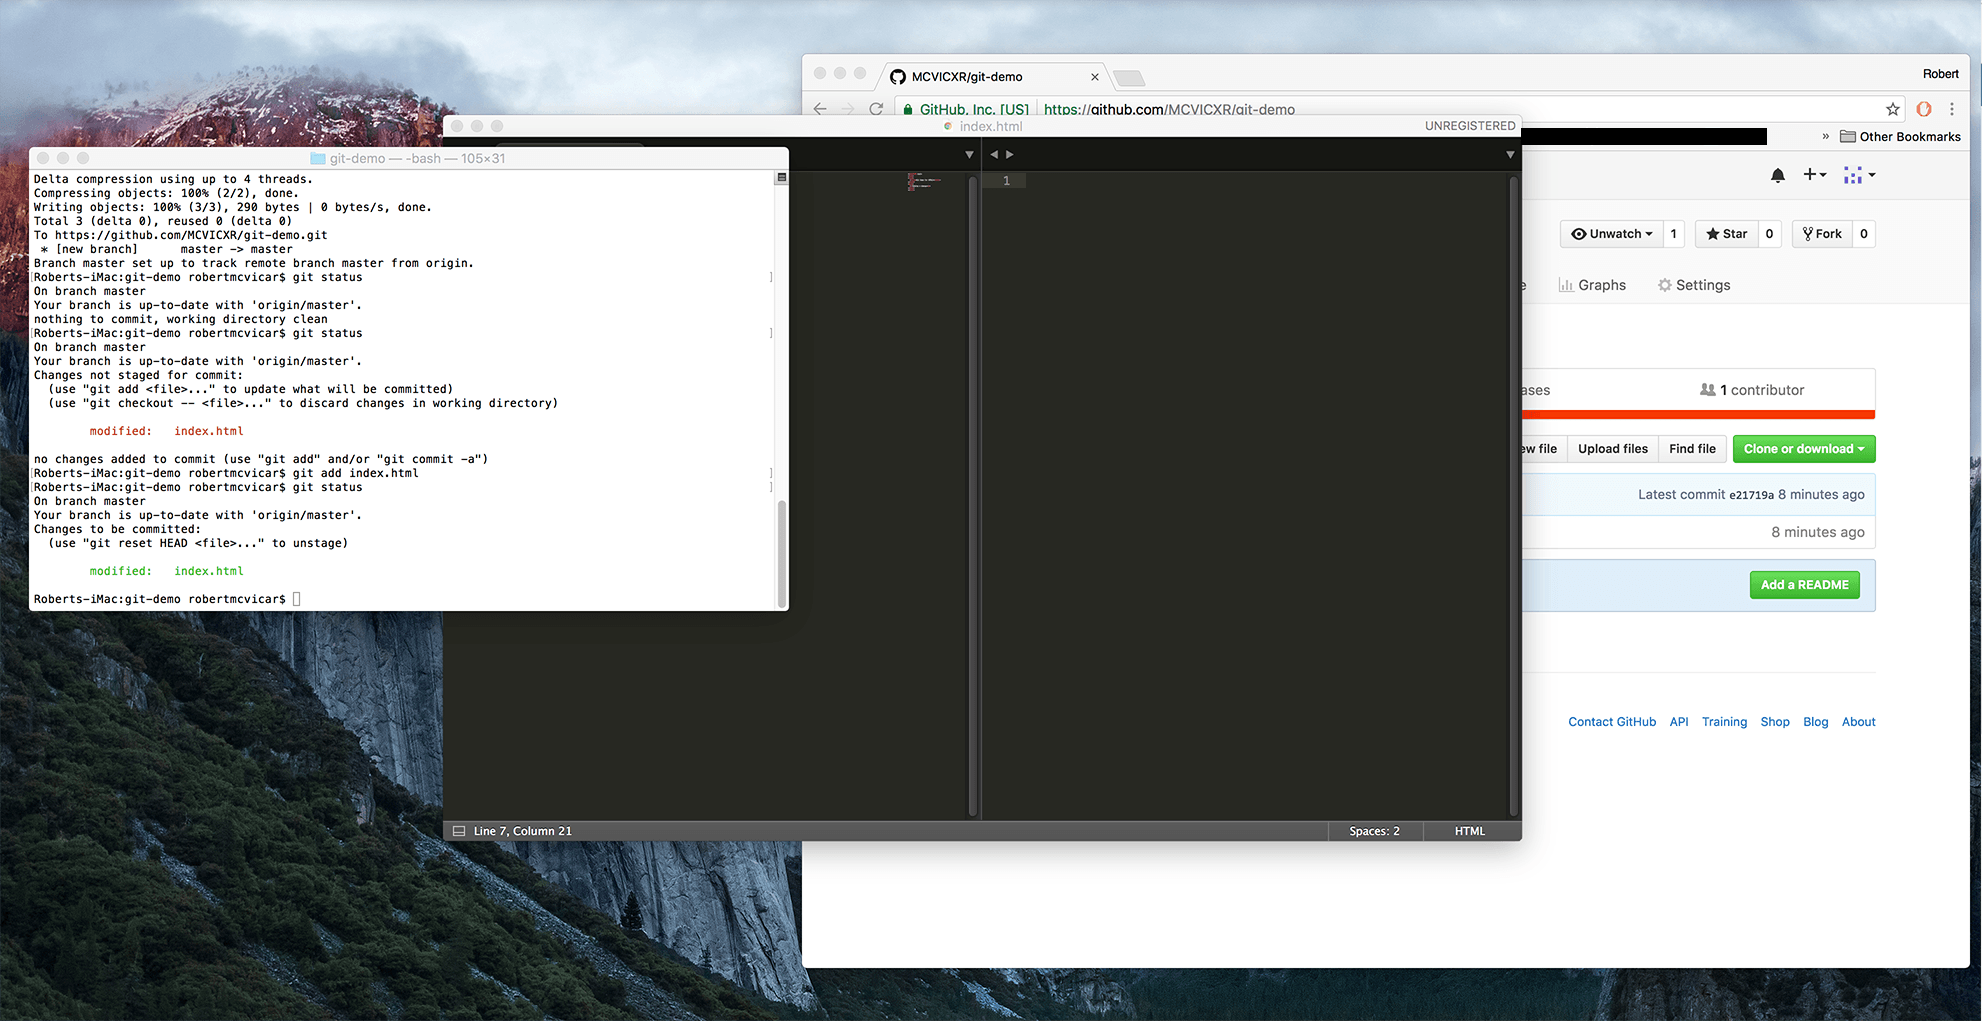 MCVICXR/git-demo
Robert
GitHub, Inc. [US] https://github.com/MCVICXR/git-demo
index.html
UNREGISTERED
» Other Bookmarks
git-demo — -bash — 105×31
Delta compression using up to 4 threads.
Compressing objects: 100% (2/2), done.
Writing objects: 100% (3/3), 290 bytes | 0 bytes/s, done.
Total 3 (delta 0), reused 0 (delta 0)
To https://github.com/MCVICXR/git-demo.git
* [new branch]      master -> master
Branch master set up to track remote branch master from origin.
[Roberts-iMac:git-demo robertmcvicar$ git status ]
On branch master
Your branch is up-to-date with 'origin/master'.
nothing to commit, working directory clean
[Roberts-iMac:git-demo robertmcvicar$ git status ]
On branch master
Your branch is up-to-date with 'origin/master'.
Changes not staged for commit:
(use "git add <file>..." to update what will be committed)
(use "git checkout -- <file>..." to discard changes in working directory)
modified:   index.html
no changes added to commit (use "git add" and/or "git commit -a")
[Roberts-iMac:git-demo robertmcvicar$ git add index.html ]
[Roberts-iMac:git-demo robertmcvicar$ git status ]
On branch master
Your branch is up-to-date with 'origin/master'.
Changes to be committed:
(use "git reset HEAD <file>..." to unstage)
modified:   index.html
Roberts-iMac:git-demo robertmcvicar$
1
Line 7, Column 21
Spaces: 2
HTML
Unwatch 1 Star 0 Fork 0
e Graphs Settings
ases 1 contributor
ew file Upload files Find file Clone or download
Latest commit e21719a 8 minutes ago
8 minutes ago
Add a README
Contact GitHub API Training Shop Blog About